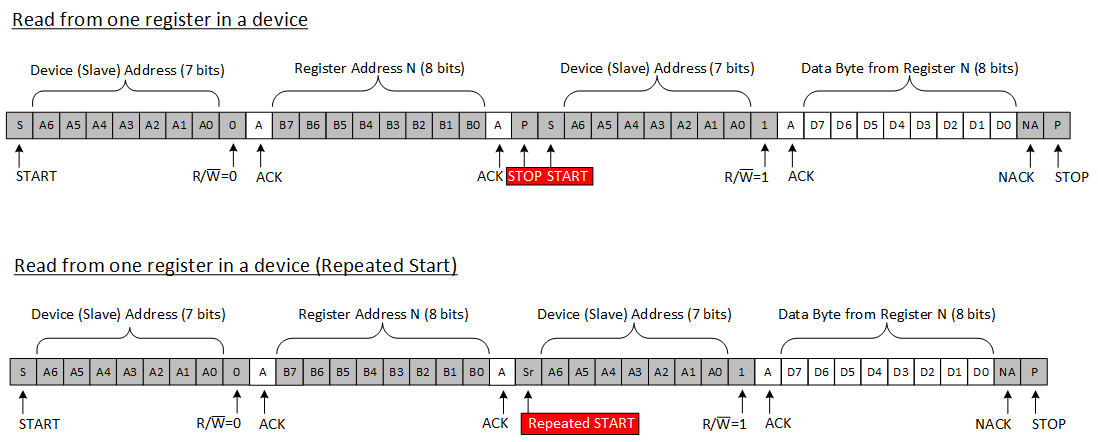 Read from one register in a device
Device (Slave) Address (7 bits) Register Address N (8 bits) Device (Slave) Address (7 bits) Data Byte from Register N (8 bits)
S A6 A5 A4 A3 A2 A1 A0 0 A B7 B6 B5 B4 B3 B2 B1 B0 A P S A6 A5 A4 A3 A2 A1 A0 1 A D7 D6 D5 D4 D3 D2 D1 D0 NA P
START R/W̅=0 ACK ACK STOP START R/W̅=1 ACK NACK STOP
Read from one register in a device (Repeated Start)
Device (Slave) Address (7 bits) Register Address N (8 bits) Device (Slave) Address (7 bits) Data Byte from Register N (8 bits)
S A6 A5 A4 A3 A2 A1 A0 0 A B7 B6 B5 B4 B3 B2 B1 B0 A Sr A6 A5 A4 A3 A2 A1 A0 1 A D7 D6 D5 D4 D3 D2 D1 D0 NA P
START R/W̅=0 ACK ACK Repeated START R/W̅=1 ACK NACK STOP